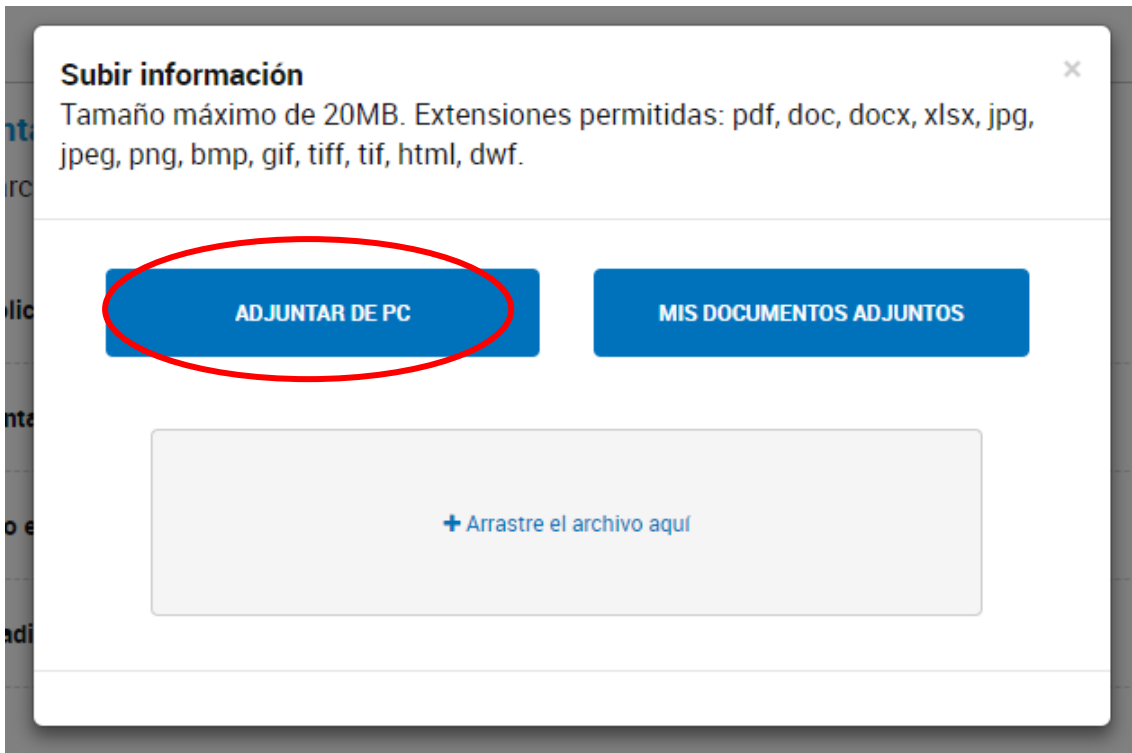 Subir información
×
Tamaño máximo de 20MB. Extensiones permitidas: pdf, doc, docx, xlsx, jpg,
jpeg, png, bmp, gif, tiff, tif, html, dwf.
ADJUNTAR DE PC
MIS DOCUMENTOS ADJUNTOS
+ Arrastre el archivo aquí